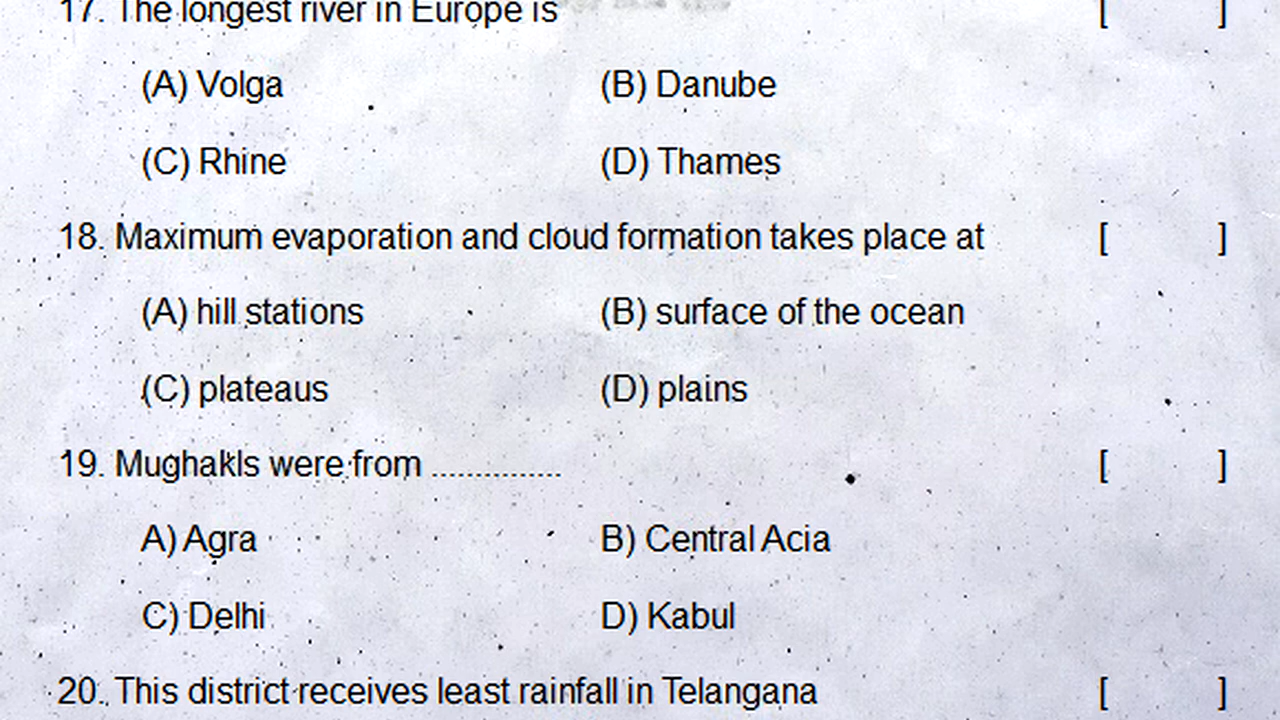 17. The longest river in Europe is [ ]
(A) Volga (B) Danube
(C) Rhine (D) Thames
18. Maximum evaporation and cloud formation takes place at [ ]
(A) hill stations (B) surface of the ocean
(C) plateaus (D) plains
19. Mughakls were from ............... [ ]
A) Agra B) Central Acia
C) Delhi D) Kabul
20. This district receives least rainfall in Telangana [ ]